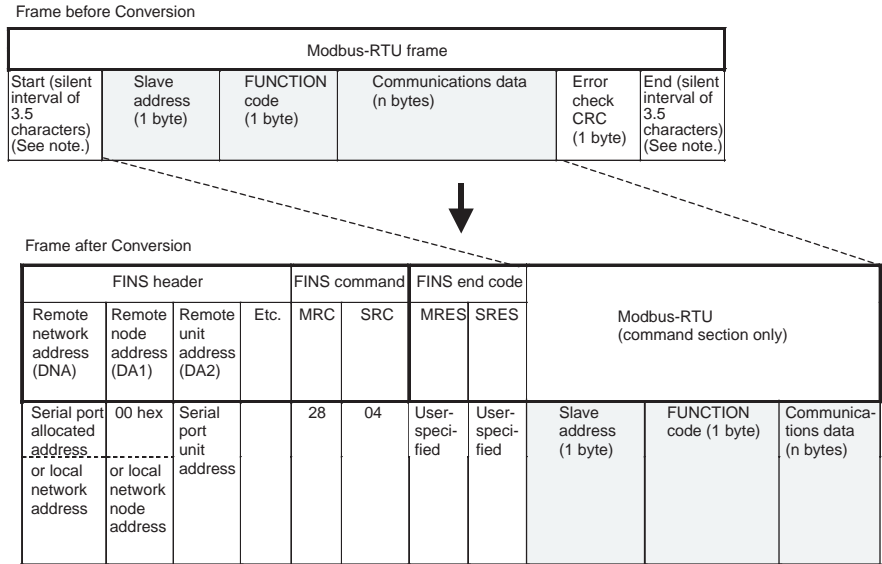 Frame before Conversion
Modbus-RTU frame
Start (silent interval of 3.5 characters) (See note.)
Slave address (1 byte)
FUNCTION code (1 byte)
Communications data (n bytes)
Error check CRC (1 byte)
End (silent interval of 3.5 characters) (See note.)
Frame after Conversion
FINS header
FINS command
FINS end code
Modbus-RTU (command section only)
Remote network address (DNA)
Remote node address (DA1)
Remote unit address (DA2)
Etc.
MRC
SRC
MRES
SRES
Serial port allocated address
or local network address
00 hex
or local network node address
Serial port unit address
28
04
User-speci-fied
User-speci-fied
Slave address (1 byte)
FUNCTION code (1 byte)
Communica-tions data (n bytes)